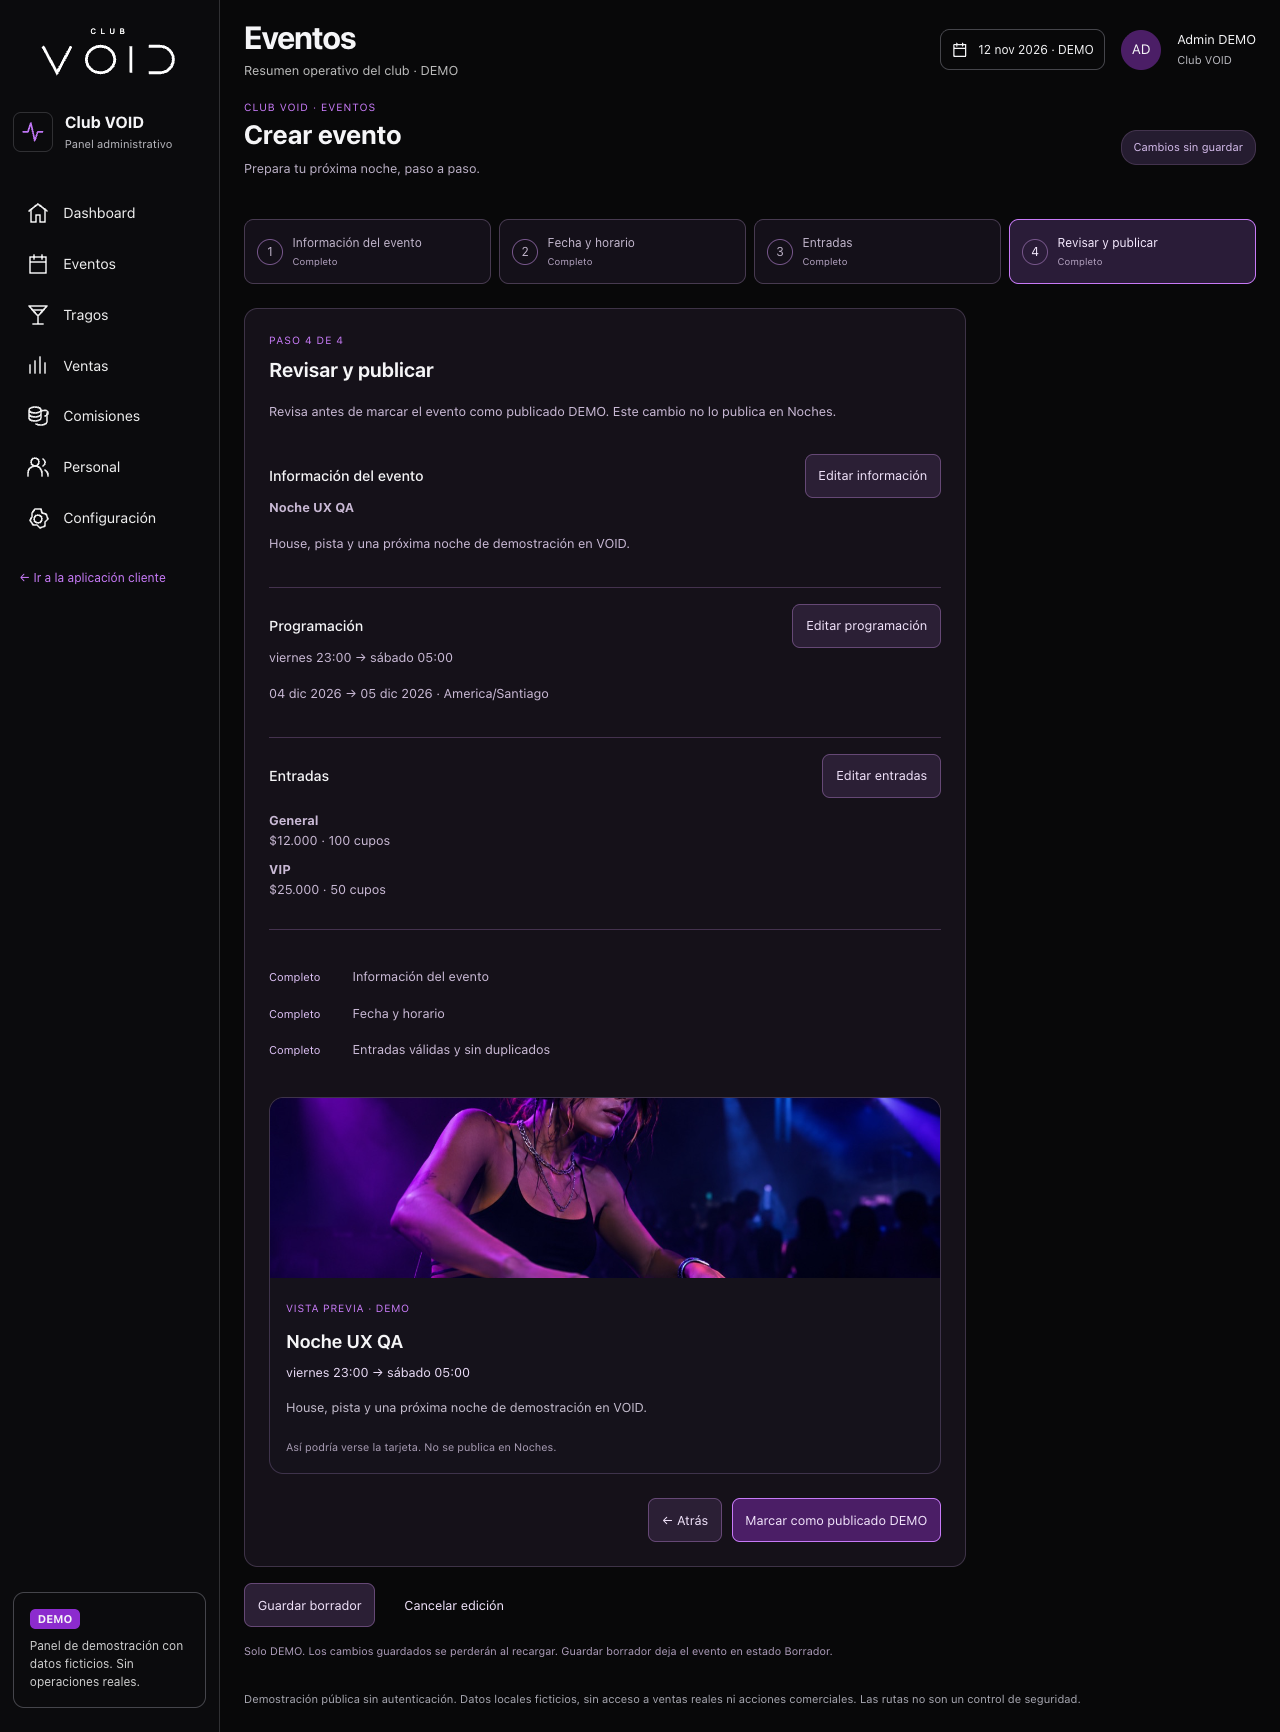 CLUB
VOID
Club VOID
Panel administrativo
Dashboard
Eventos
Tragos
Ventas
Comisiones
Personal
Configuración
← Ir a la aplicación cliente
DEMO
Panel de demostración con
datos ficticios. Sin
operaciones reales.
Eventos
Resumen operativo del club · DEMO
12 nov 2026 · DEMO
AD
Admin DEMO
Club VOID
CLUB VOID · EVENTOS
Crear evento
Prepara tu próxima noche, paso a paso.
Cambios sin guardar
1
Información del evento
Completo
2
Fecha y horario
Completo
3
Entradas
Completo
4
Revisar y publicar
Completo
PASO 4 DE 4
Revisar y publicar
Revisa antes de marcar el evento como publicado DEMO. Este cambio no lo publica en Noches.
Información del evento
Editar información
Noche UX QA
House, pista y una próxima noche de demostración en VOID.
Programación
Editar programación
viernes 23:00 → sábado 05:00
04 dic 2026 → 05 dic 2026 · America/Santiago
Entradas
Editar entradas
General
$12.000 · 100 cupos
VIP
$25.000 · 50 cupos
Completo Información del evento
Completo Fecha y horario
Completo Entradas válidas y sin duplicados
VISTA PREVIA · DEMO
Noche UX QA
viernes 23:00 → sábado 05:00
House, pista y una próxima noche de demostración en VOID.
Así podría verse la tarjeta. No se publica en Noches.
← Atrás
Marcar como publicado DEMO
Guardar borrador
Cancelar edición
Solo DEMO. Los cambios guardados se perderán al recargar. Guardar borrador deja el evento en estado Borrador.
Demostración pública sin autenticación. Datos locales ficticios, sin acceso a ventas reales ni acciones comerciales. Las rutas no son un control de seguridad.